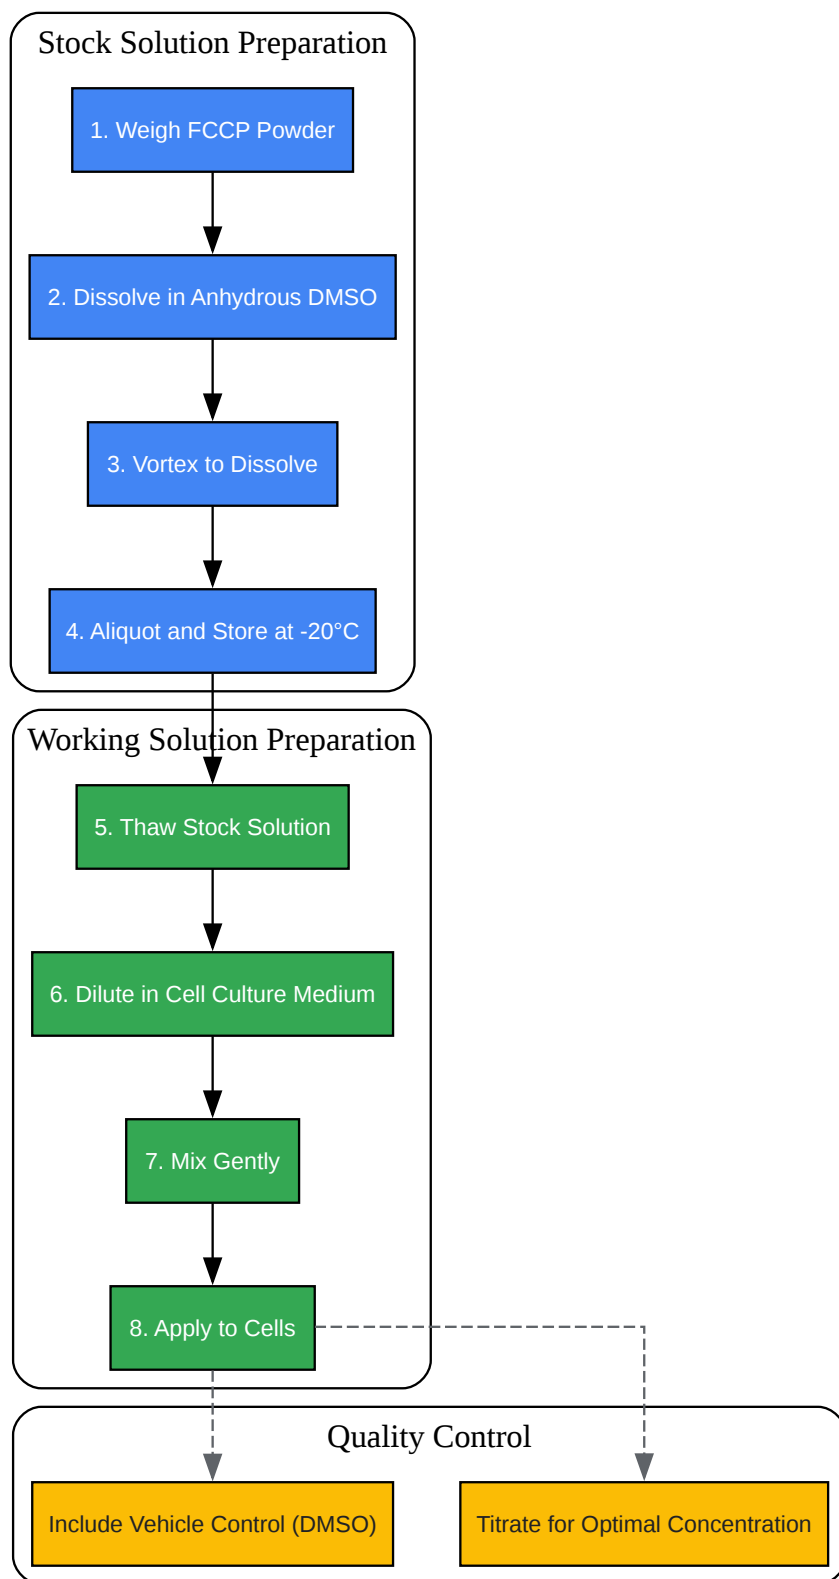 Stock Solution Preparation
1. Weigh FCCP Powder
2. Dissolve in Anhydrous DMSO
3. Vortex to Dissolve
4. Aliquot and Store at -20°C
Working Solution Preparation
5. Thaw Stock Solution
6. Dilute in Cell Culture Medium
7. Mix Gently
8. Apply to Cells
Quality Control
Include Vehicle Control (DMSO)
Titrate for Optimal Concentration